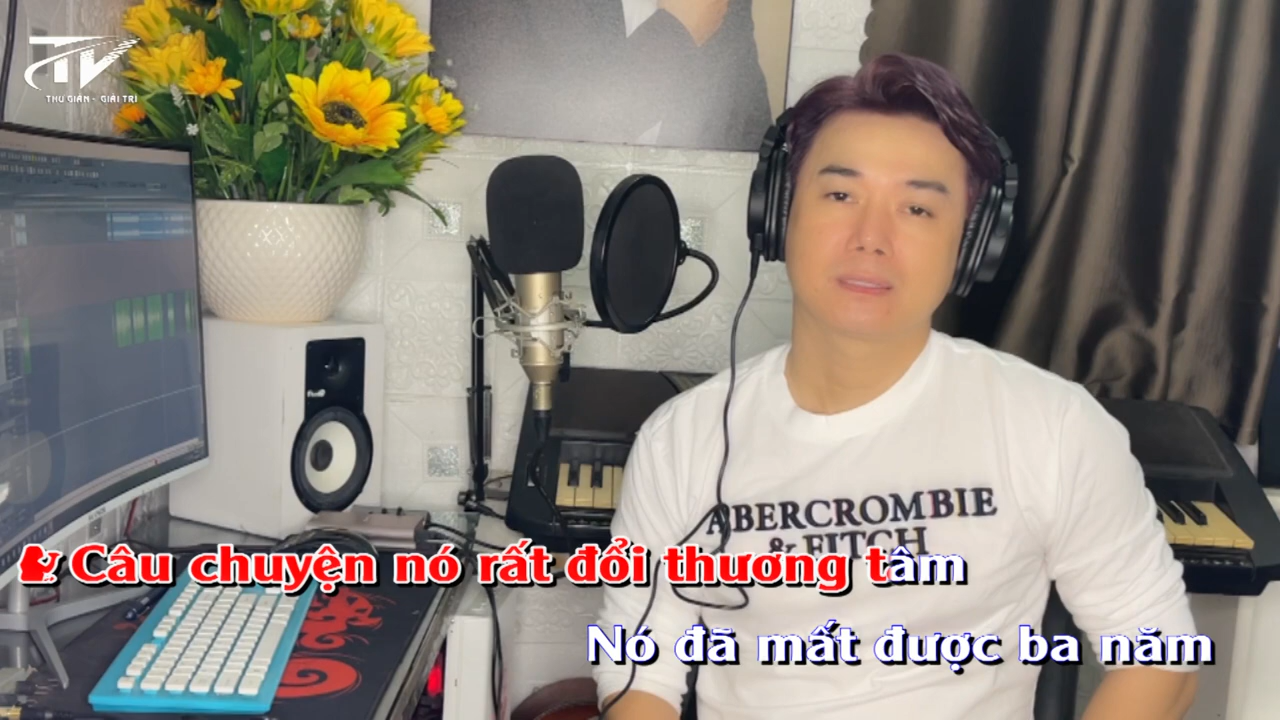 TV
THƯ GIÃN - GIẢI TRÍ
ABERCROMBIE
& FITCH
Câu chuyện nó rất đổi thương tâm
Nó đã mất được ba năm